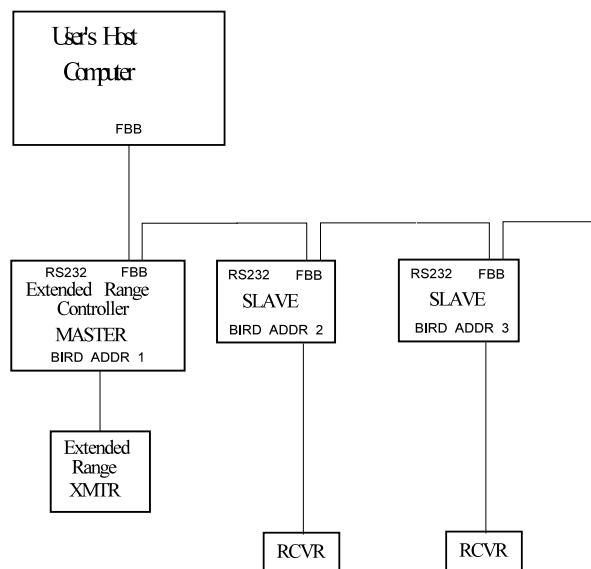 User's Host
Computer
FBB
RS232 FBB
Extended Range
Controller
MASTER
BIRD ADDR 1
RS232 FBB
SLAVE
BIRD ADDR 2
RS232 FBB
SLAVE
BIRD ADDR 3
Extended
Range
XMTR
RCVR
RCVR